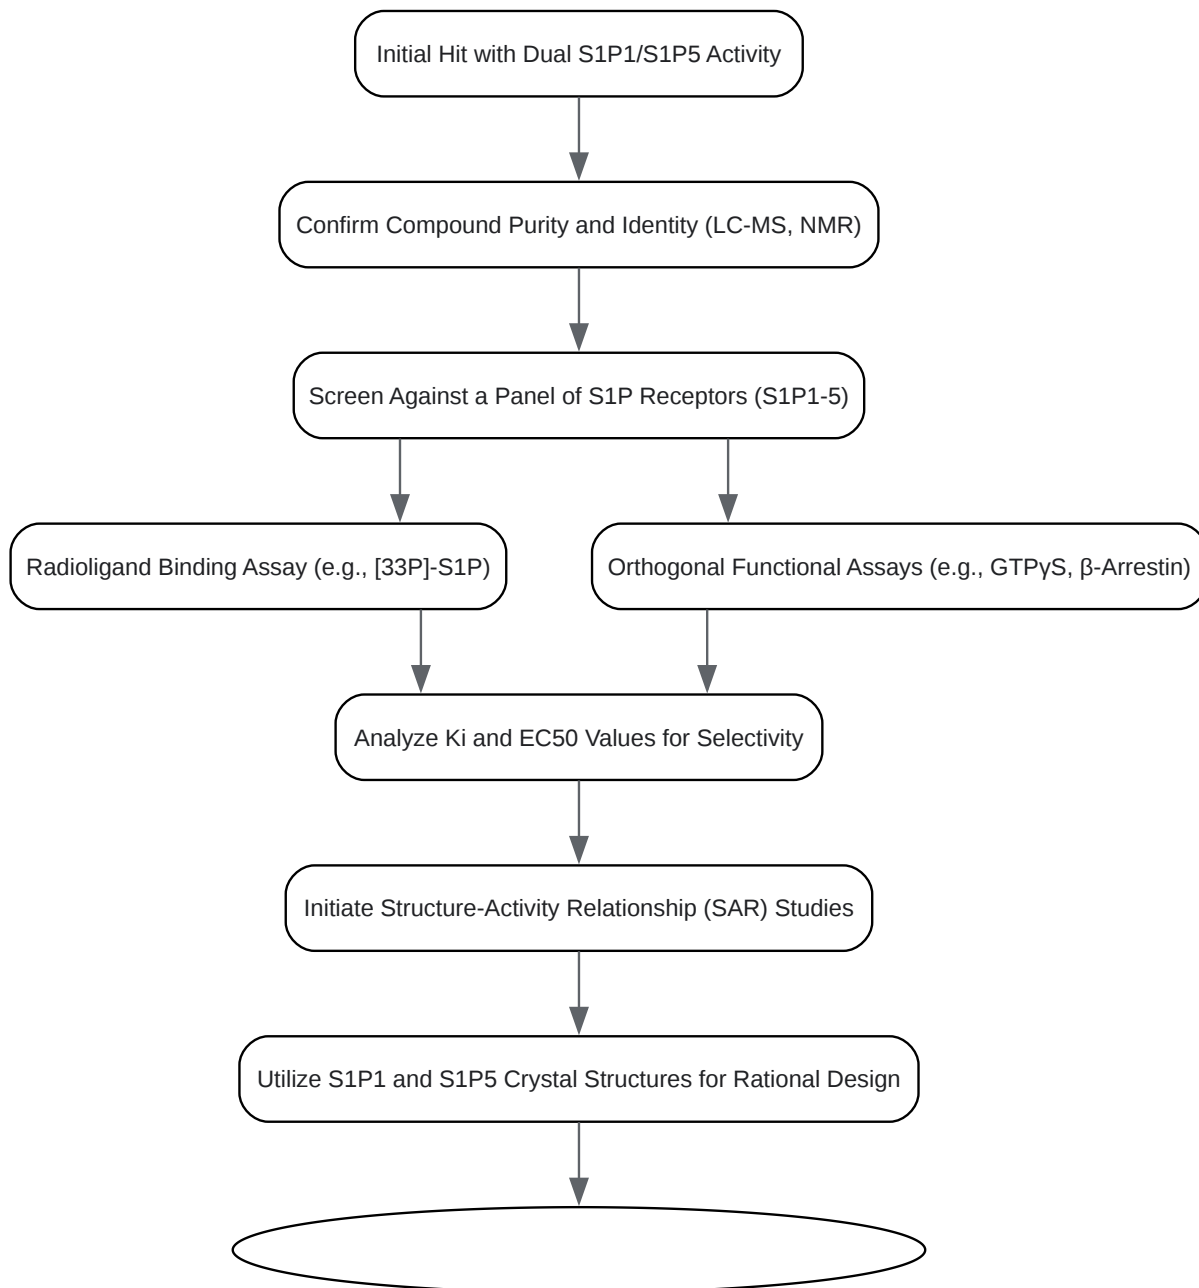 Initial Hit with Dual S1P1/S1P5 Activity
Confirm Compound Purity and Identity (LC-MS, NMR)
Screen Against a Panel of S1P Receptors (S1P1-5)
Radioligand Binding Assay (e.g., [33P]-S1P)
Orthogonal Functional Assays (e.g., GTPγS, β-Arrestin)
Analyze Ki and EC50 Values for Selectivity
Initiate Structure-Activity Relationship (SAR) Studies
Utilize S1P1 and S1P5 Crystal Structures for Rational Design